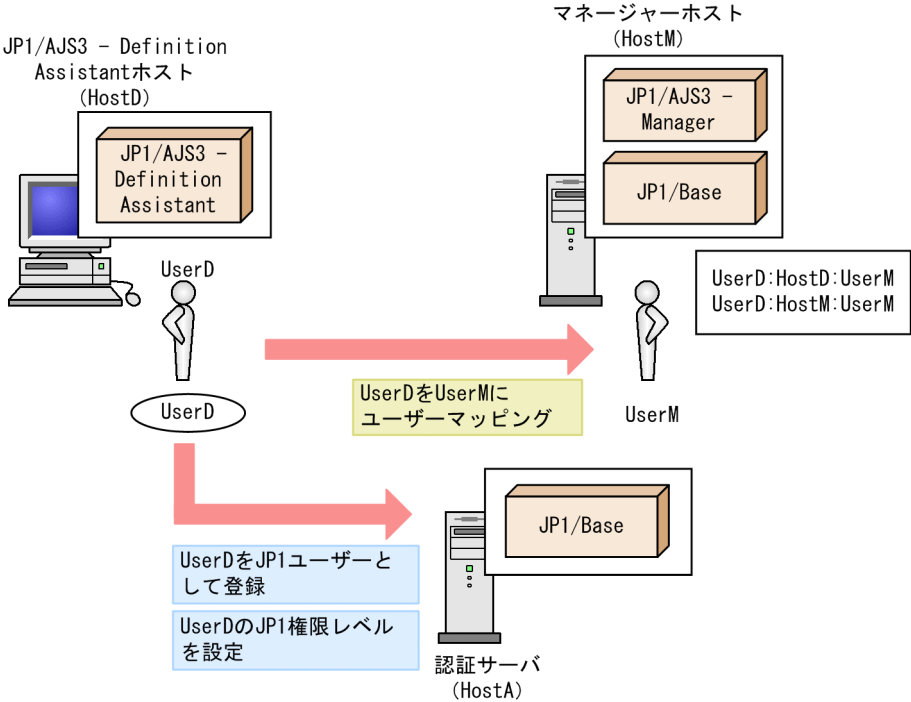 JP1/AJS3 - Definition
Assistantホスト
(HostD)
JP1/AJS3 -
Definition
Assistant
UserD
UserD
マネージャーホスト
(HostM)
JP1/AJS3 -
Manager
JP1/Base
UserD:HostD:UserM
UserD:HostM:UserM
UserM
UserDをUserMに
ユーザーマッピング
JP1/Base
UserDをJP1ユーザーと
して登録
UserDのJP1権限レベル
を設定
認証サーバ
(HostA)